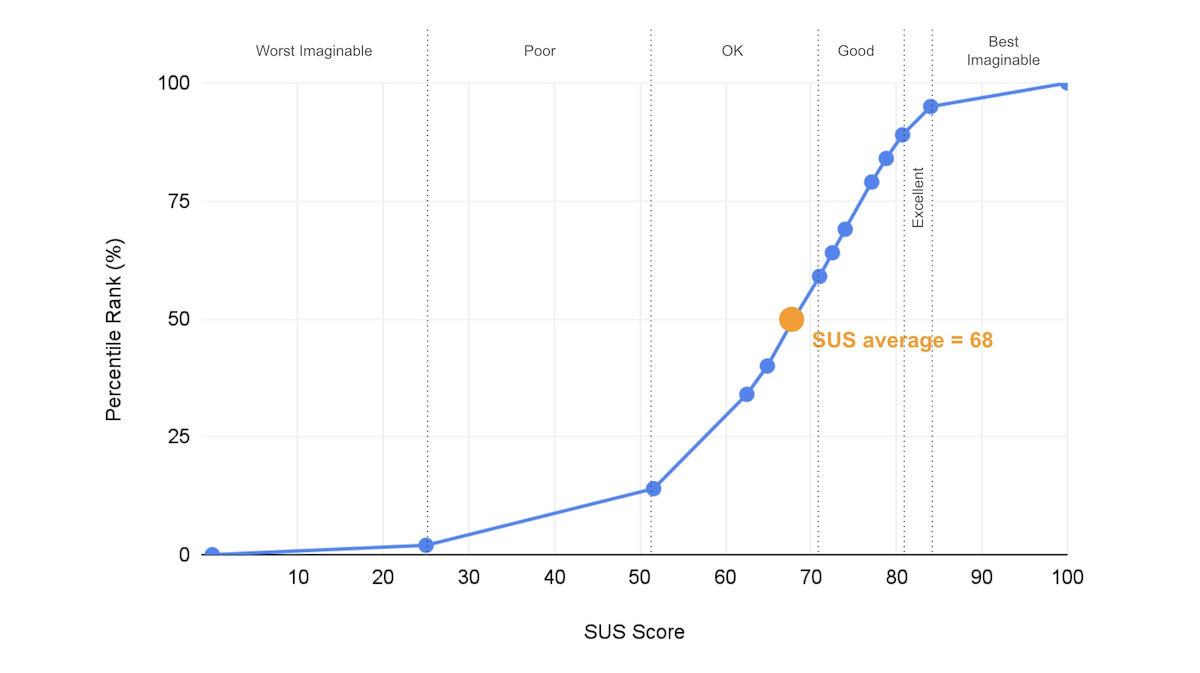 Worst Imaginable
Poor
OK
Good
Best
Imaginable
Excellent
100
75
50
25
0
Percentile Rank (%)
SUS average = 68
10
20
30
40
50
60
70
80
90
100
SUS Score